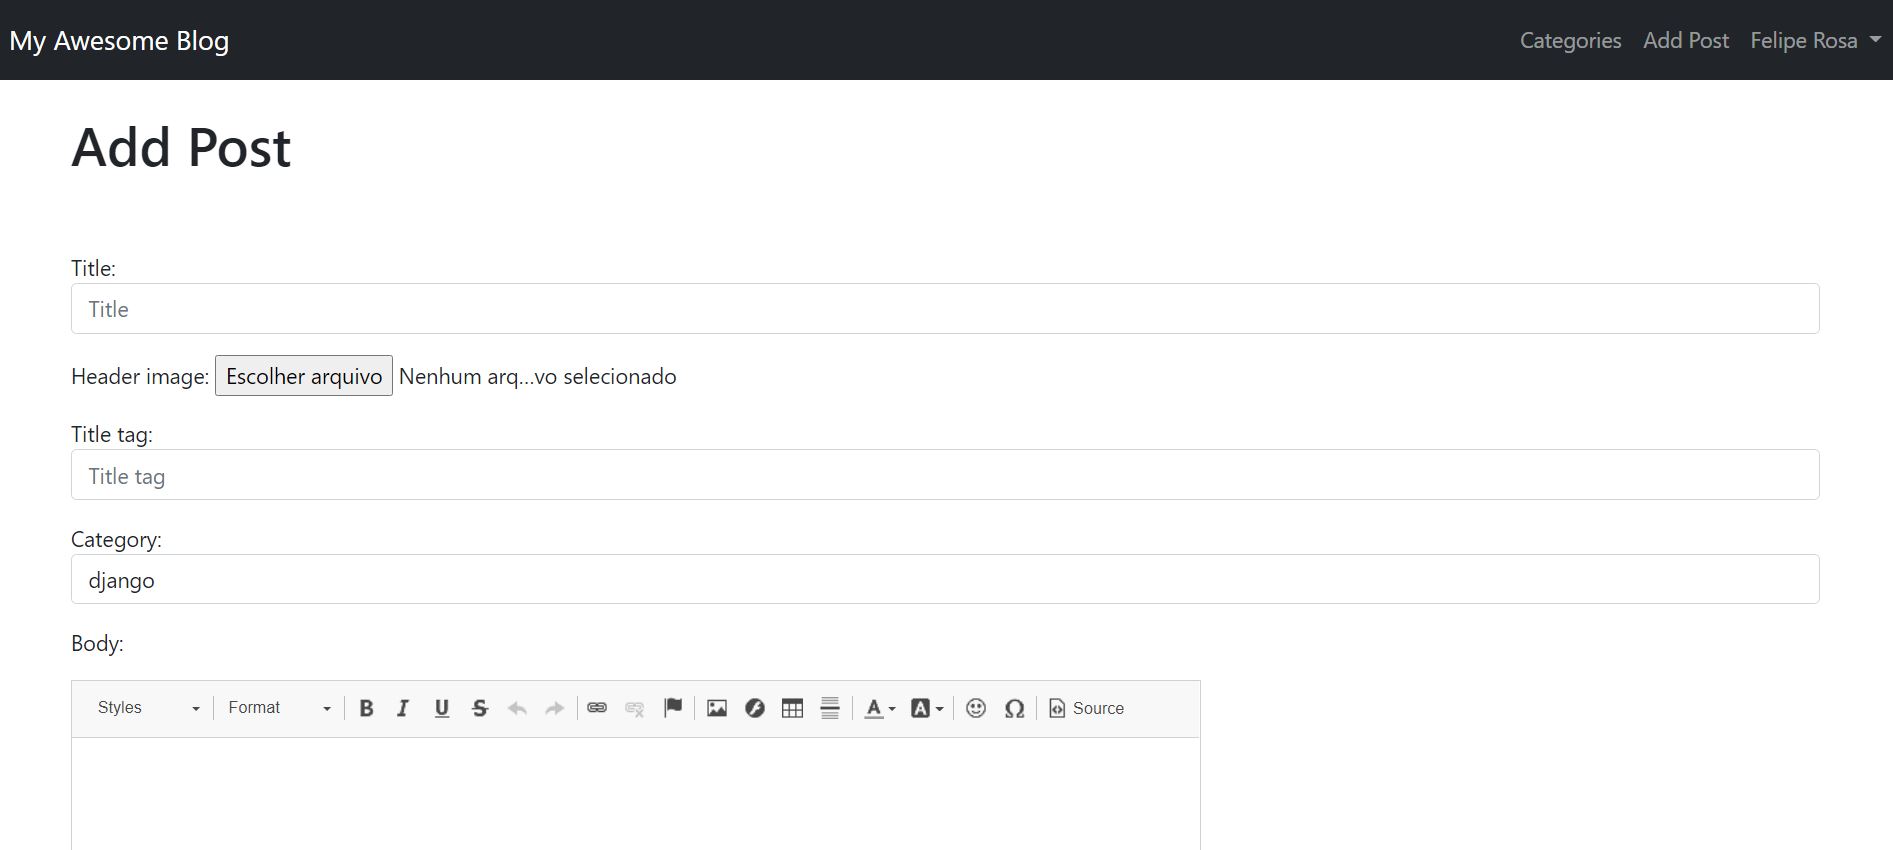 My Awesome Blog Categories Add Post Felipe Rosa
Add Post
Title:
Title
Header image: Escolher arquivo Nenhum arq...vo selecionado
Title tag:
Title tag
Category:
django
Body:
Styles Format B I U S A A Ω Source